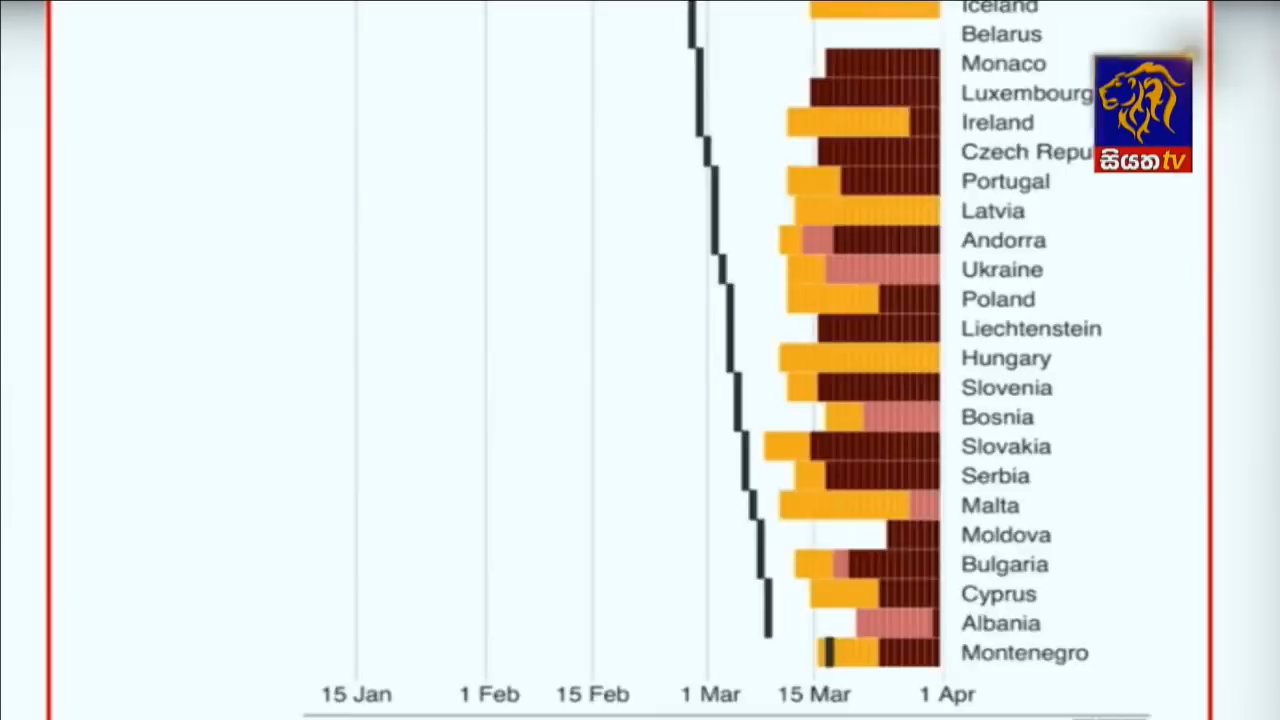 Iceland
Belarus
Monaco
Luxembourg
Ireland
Czech Repu
Portugal
Latvia
Andorra
Ukraine
Poland
Liechtenstein
Hungary
Slovenia
Bosnia
Slovakia
Serbia
Malta
Moldova
Bulgaria
Cyprus
Albania
Montenegro
15 Jan
1 Feb
15 Feb
1 Mar
15 Mar
1 Apr
සියත tv